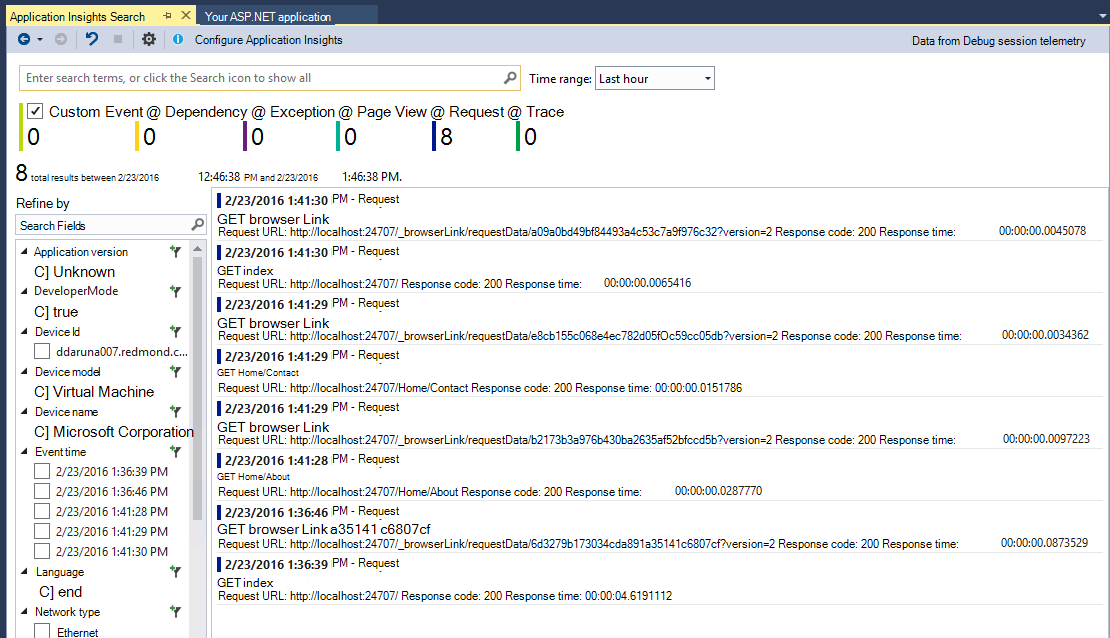 Application Insights Search
Your ASP.NET application
Configure Application Insights
Data from Debug session telemetry
Enter search terms, or click the Search icon to show all
Time range: Last hour
Custom Event @ Dependency @ Exception @ Page View @ Request @ Trace
0 0 0 0 8 0
8 total results between 2/23/2016 12:46:38 PM and 2/23/2016 1:46:38 PM.
Refine by
Search Fields
Application version
C] Unknown
DeveloperMode
C] true
Device Id
ddaruna007.redmond.c...
Device model
C] Virtual Machine
Device name
C] Microsoft Corporation
Event time
2/23/2016 1:36:39 PM
2/23/2016 1:36:46 PM
2/23/2016 1:41:28 PM
2/23/2016 1:41:29 PM
2/23/2016 1:41:30 PM
Language
C] end
Network type
Ethernet
2/23/2016 1:41:30 PM - Request
GET browser Link
Request URL: http://localhost:24707/_browserLink/requestData/a09a0bd49bf84493a4c53c7a9f976c32?version=2 Response code: 200 Response time: 00:00:00.0045078
2/23/2016 1:41:30 PM - Request
GET index
Request URL: http://localhost:24707/ Response code: 200 Response time: 00:00:00.0065416
2/23/2016 1:41:29 PM - Request
GET browser Link
Request URL: http://localhost:24707/_browserLink/requestData/e8cb155c068e4ec782d05fOc59cc05db?version=2 Response code: 200 Response time: 00:00:00.0034362
2/23/2016 1:41:29 PM - Request
GET Home/Contact
Request URL: http://localhost:24707/Home/Contact Response code: 200 Response time: 00:00:00.0151786
2/23/2016 1:41:29 PM - Request
GET browser Link
Request URL: http://localhost:24707/_browserLink/requestData/b2173b3a976b430ba2635af52bfccd5b?version=2 Response code: 200 Response time: 00:00:00.0097223
2/23/2016 1:41:28 PM - Request
GET Home/About
Request URL: http://localhost:24707/Home/About Response code: 200 Response time: 00:00:00.0287770
2/23/2016 1:36:46 PM - Request
GET browser Link a35141 c6807cf
Request URL: http://localhost:24707/_browserLink/requestData/6d3279b173034cda891a35141c6807cf?version=2 Response code: 200 Response time: 00:00:00.0873529
2/23/2016 1:36:39 PM - Request
GET index
Request URL: http://localhost:24707/ Response code: 200 Response time: 00:00:04.6191112